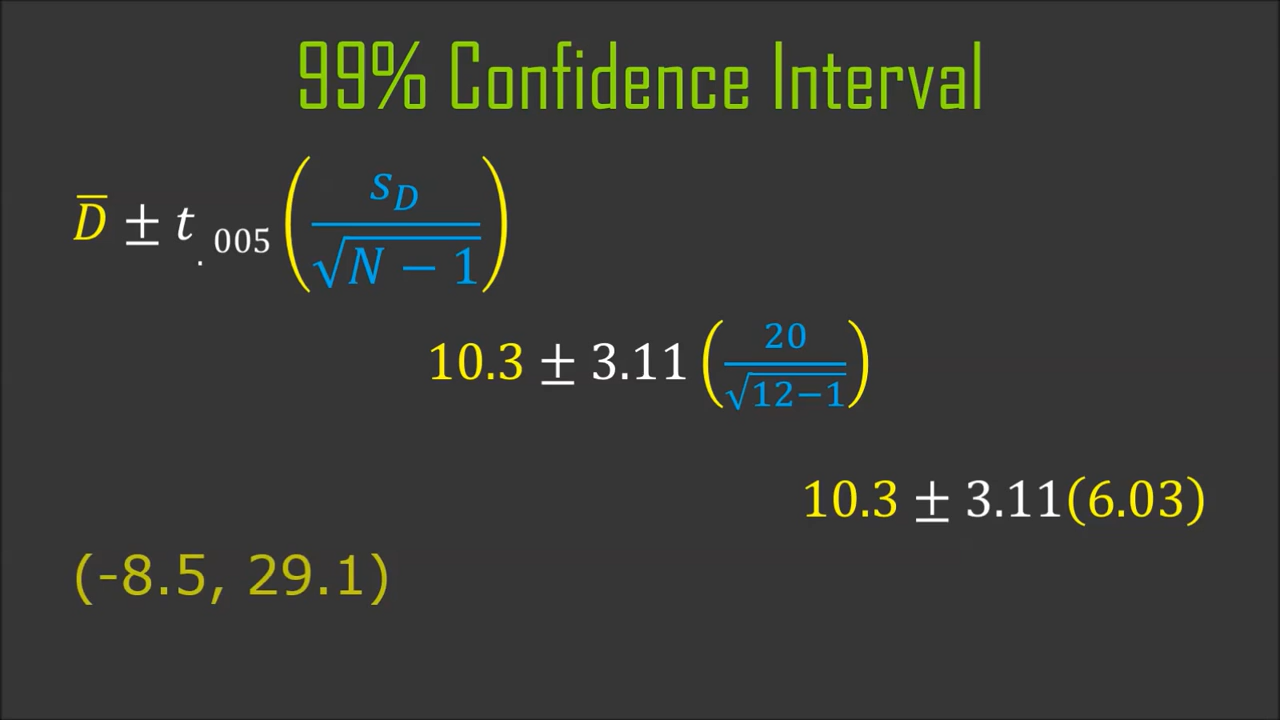 99% Confidence Interval
D̅ ± t.005 (s_D / √(N − 1))
10.3 ± 3.11 (20 / √(12−1))
10.3 ± 3.11(6.03)
(-8.5, 29.1)